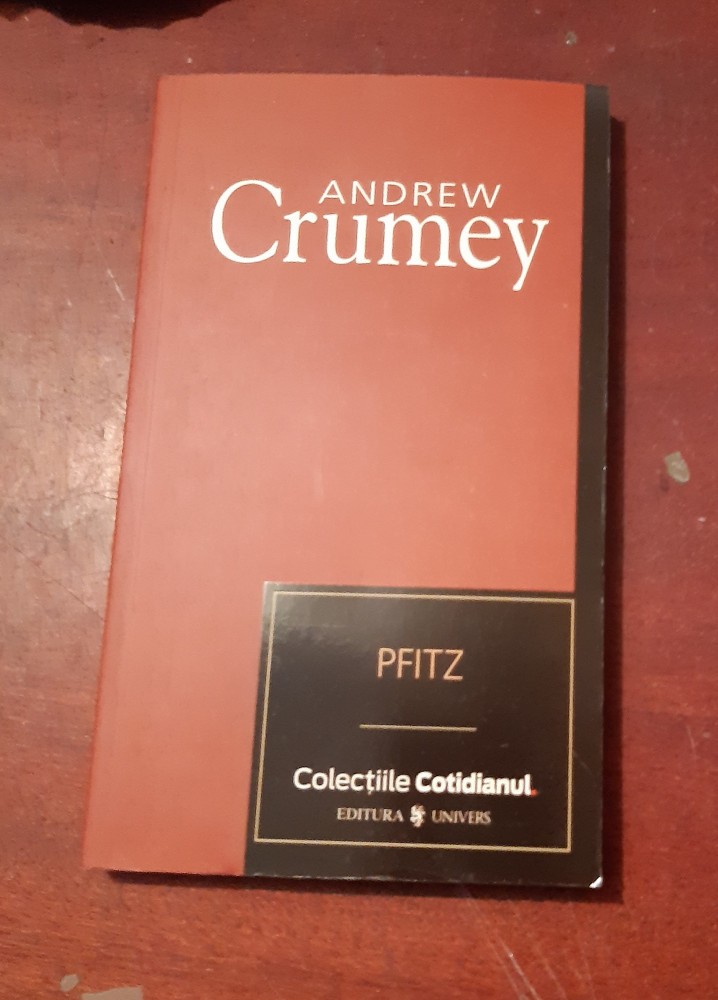 ANDREW
Crumey
PFITZ
Colecțiile Cotidianul.
EDITURA UNIVERS